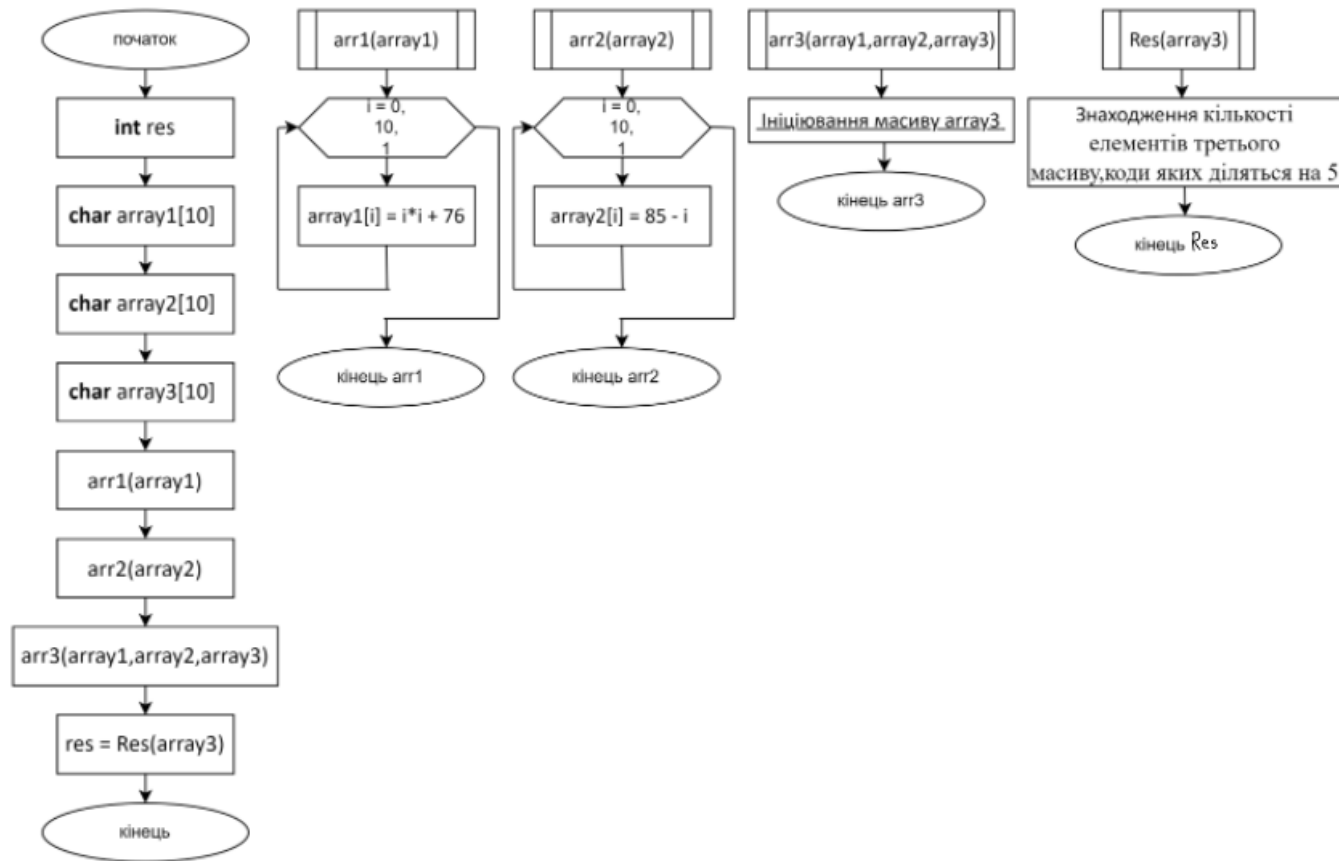 початок
int res
char array1[10]
char array2[10]
char array3[10]
arr1(array1)
arr2(array2)
arr3(array1,array2,array3)
res = Res(array3)
кінець
arr1(array1)
i = 0,
10,
1
array1[i] = i*i + 76
кінець arr1
arr2(array2)
i = 0,
10,
1
array2[i] = 85 - i
кінець arr2
arr3(array1,array2,array3)
Ініціювання масиву array3
кінець arr3
Res(array3)
Знаходження кількості
елементів третього
масиву,коди яких діляться на 5
кінець Res